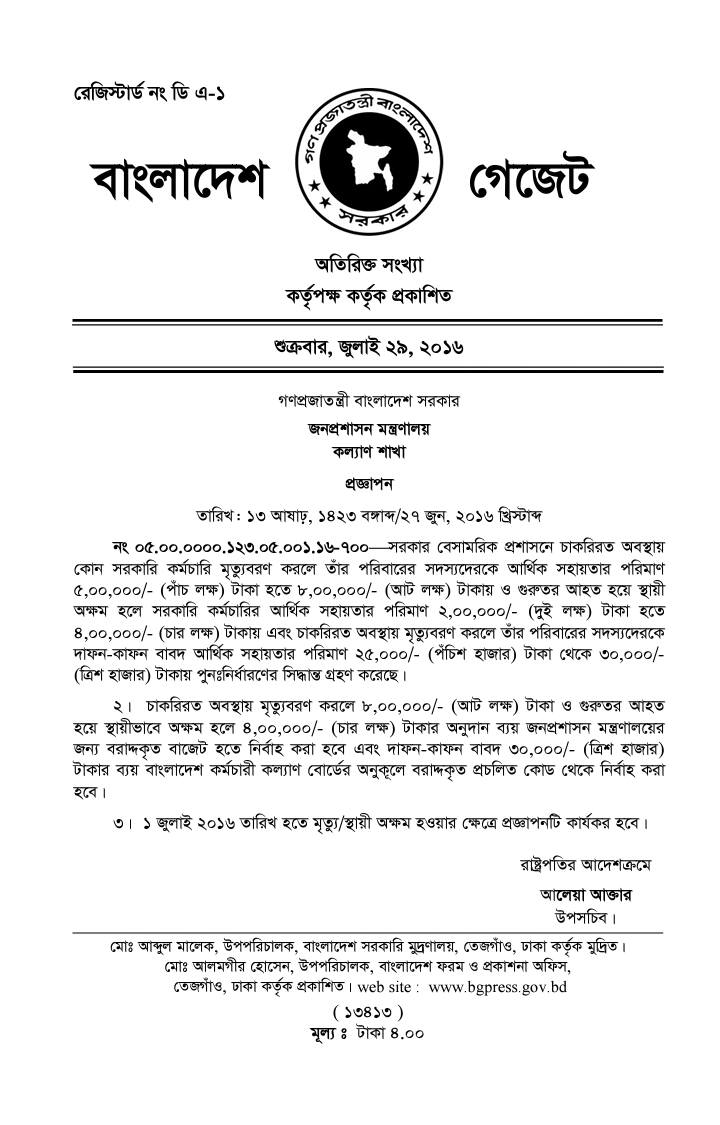 রেজিস্টার্ড নং ডি এ-১
বাংলাদেশ
গণ প্রজাতন্ত্রী বাংলাদেশ
সরকার
গেজেট
অতিরিক্ত সংখ্যা
কর্তৃপক্ষ কর্তৃক প্রকাশিত
শুক্রবার, জুলাই ২৯, ২০১৬
গণপ্রজাতন্ত্রী বাংলাদেশ সরকার
জনপ্রশাসন মন্ত্রণালয়
কল্যাণ শাখা
প্রজ্ঞাপন
তারিখ: ১৩ আষাঢ়, ১৪২৩ বঙ্গাব্দ/২৭ জুন, ২০১৬ খ্রিস্টাব্দ
নং ০৫.০০.০০০০.১২৩.০৫.০০১.১৬-৭০০—সরকার বেসামরিক প্রশাসনে চাকরিরত অবস্থায়
কোন সরকারি কর্মচারি মৃত্যুবরণ করলে তাঁর পরিবারের সদস্যদেরকে আর্থিক সহায়তার পরিমাণ
৫,০০,০০০/- (পাঁচ লক্ষ) টাকা হতে ৮,০০,০০০/- (আট লক্ষ) টাকায় ও গুরুতর আহত হয়ে স্থায়ী
অক্ষম হলে সরকারি কর্মচারির আর্থিক সহায়তার পরিমাণ ২,০০,০০০/- (দুই লক্ষ) টাকা হতে
৪,০০,০০০/- (চার লক্ষ) টাকায় এবং চাকরিরত অবস্থায় মৃত্যুবরণ করলে তাঁর পরিবারের সদস্যদেরকে
দাফন-কাফন বাবদ আর্থিক সহায়তার পরিমাণ ২৫,০০০/- (পঁচিশ হাজার) টাকা থেকে ৩০,০০০/-
(ত্রিশ হাজার) টাকায় পুনঃনির্ধারণের সিদ্ধান্ত গ্রহণ করেছে।
২। চাকরিরত অবস্থায় মৃত্যুবরণ করলে ৮,০০,০০০/- (আট লক্ষ) টাকা ও গুরুতর আহত
হয়ে স্থায়ীভাবে অক্ষম হলে ৪,০০,০০০/- (চার লক্ষ) টাকার অনুদান ব্যয় জনপ্রশাসন মন্ত্রণালয়ের
জন্য বরাদ্দকৃত বাজেট হতে নির্বাহ করা হবে এবং দাফন-কাফন বাবদ ৩০,০০০/- (ত্রিশ হাজার)
টাকার ব্যয় বাংলাদেশ কর্মচারী কল্যাণ বোর্ডের অনুকূলে বরাদ্দকৃত প্রচলিত কোড থেকে নির্বাহ করা
হবে।
৩। ১ জুলাই ২০১৬ তারিখ হতে মৃত্যু/স্থায়ী অক্ষম হওয়ার ক্ষেত্রে প্রজ্ঞাপনটি কার্যকর হবে।
রাষ্ট্রপতির আদেশক্রমে
আলেয়া আক্তার
উপসচিব।
মোঃ আব্দুল মালেক, উপপরিচালক, বাংলাদেশ সরকারি মুদ্রণালয়, তেজগাঁও, ঢাকা কর্তৃক মুদ্রিত।
মোঃ আলমগীর হোসেন, উপপরিচালক, বাংলাদেশ ফরম ও প্রকাশনা অফিস,
তেজগাঁও, ঢাকা কর্তৃক প্রকাশিত। web site : www.bgpress.gov.bd
( ১৩৪১৩ )
মূল্য ঃ টাকা ৪.০০